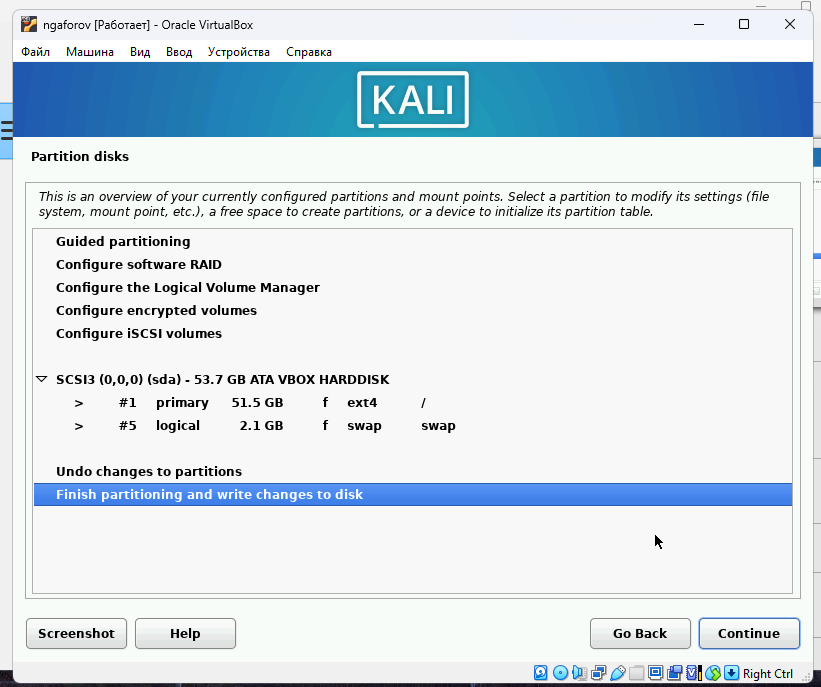 ngaforov [Работает] - Oracle VirtualBox
Файл Машина Вид Ввод Устройства Справка
KALI
Partition disks
This is an overview of your currently configured partitions and mount points. Select a partition to modify its settings (file
system, mount point, etc.), a free space to create partitions, or a device to initialize its partition table.
Guided partitioning
Configure software RAID
Configure the Logical Volume Manager
Configure encrypted volumes
Configure iSCSI volumes
SCSI3 (0,0,0) (sda) - 53.7 GB ATA VBOX HARDDISK
> #1 primary 51.5 GB f ext4 /
> #5 logical 2.1 GB f swap swap
Undo changes to partitions
Finish partitioning and write changes to disk
Screenshot Help Go Back Continue
Right Ctrl